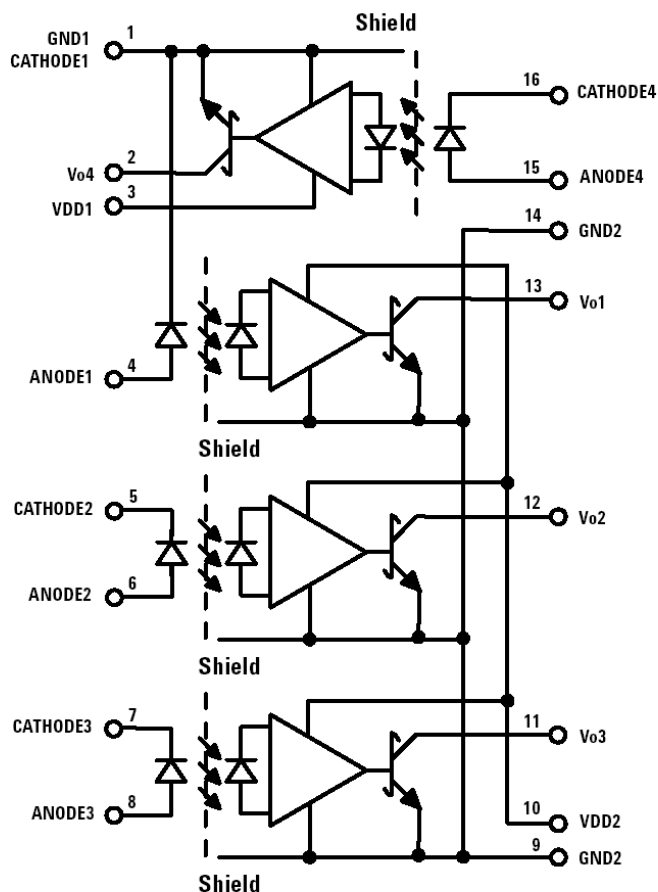 GND1
CATHODE1
1
Shield
16
CATHODE4
2
Vo4
15
ANODE4
3
VDD1
14
GND2
13
Vo1
4
ANODE1
Shield
5
CATHODE2
12
Vo2
6
ANODE2
Shield
7
CATHODE3
11
Vo3
8
ANODE3
10
VDD2
9
GND2
Shield